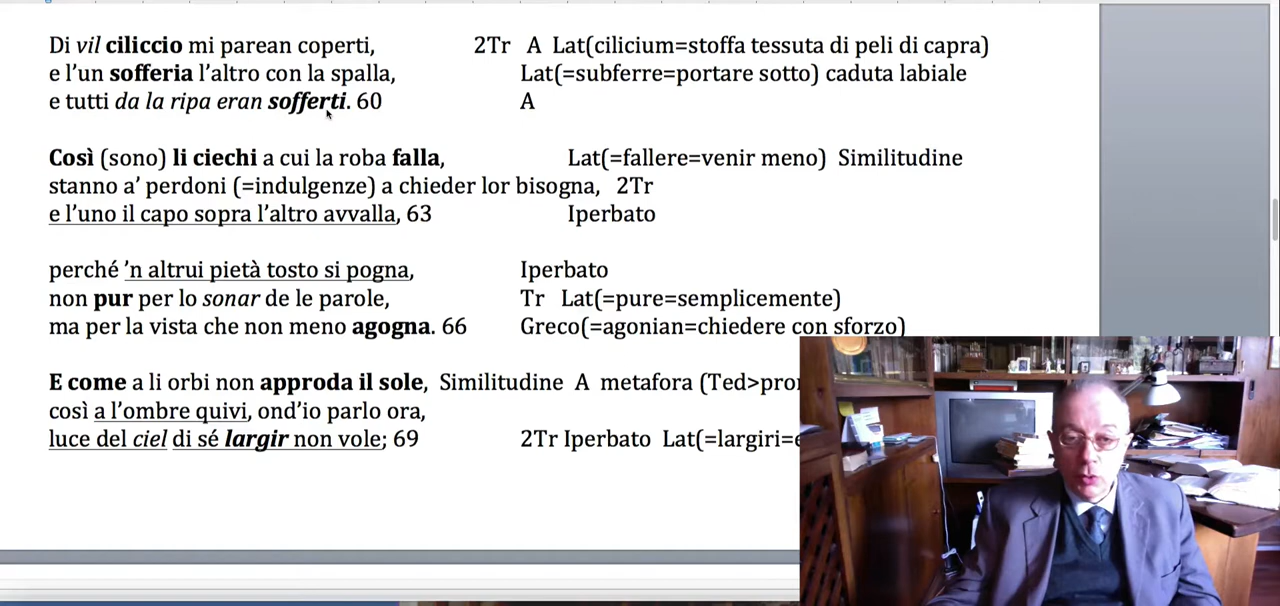 Di vil ciliccio mi parean coperti, 2Tr A Lat(cilicium=stoffa tessuta di peli di capra)
e l’un sofferia l’altro con la spalla, Lat(=subferre=portare sotto) caduta labiale
e tutti da la ripa eran sofferti. 60 A
Così (sono) li ciechi a cui la roba falla, Lat(=fallere=venir meno) Similitudine
stanno a’ perdoni (=indulgenze) a chieder lor bisogna, 2Tr
e l’uno il capo sopra l’altro avvalla, 63 Iperbato
perché ’n altrui pietà tosto si pogna, Iperbato
non pur per lo sonar de le parole, Tr Lat(=pure=semplicemente)
ma per la vista che non meno agogna. 66 Greco(=agonian=chiedere con sforzo)
E come a li orbi non approda il sole, Similitudine A metafora (Ted>
così a l’ombre quivi, ond’io parlo ora,
luce del ciel di sé largir non vole; 69 2Tr Iperbato Lat(=largiri=